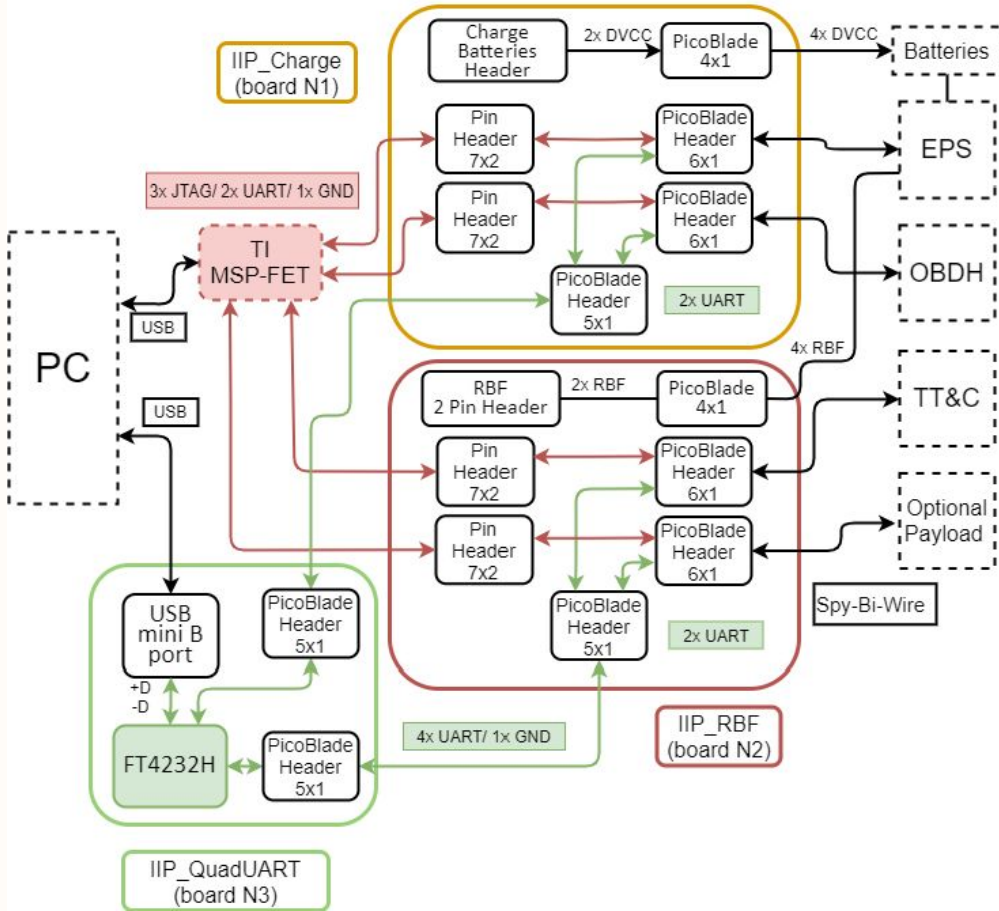 IIP_Charge
(board N1)
Charge
Batteries
Header
2x DVCC
PicoBlade
4x1
4x DVCC
Batteries
Pin
Header
7x2
PicoBlade
Header
6x1
EPS
3x JTAG/ 2x UART/ 1x GND
Pin
Header
7x2
PicoBlade
Header
6x1
TI
MSP-FET
OBDH
PicoBlade
Header
5x1
2x UART
USB
PC
4x RBF
RBF
2 Pin Header
2x RBF
PicoBlade
4x1
TT&C
USB
Pin
Header
7x2
PicoBlade
Header
6x1
Pin
Header
7x2
PicoBlade
Header
6x1
Optional
Payload
USB
mini B
port
PicoBlade
Header
5x1
PicoBlade
Header
5x1
2x UART
Spy-Bi-Wire
+D
-D
FT4232H
PicoBlade
Header
5x1
4x UART/ 1x GND
IIP_RBF
(board N2)
IIP_QuadUART
(board N3)